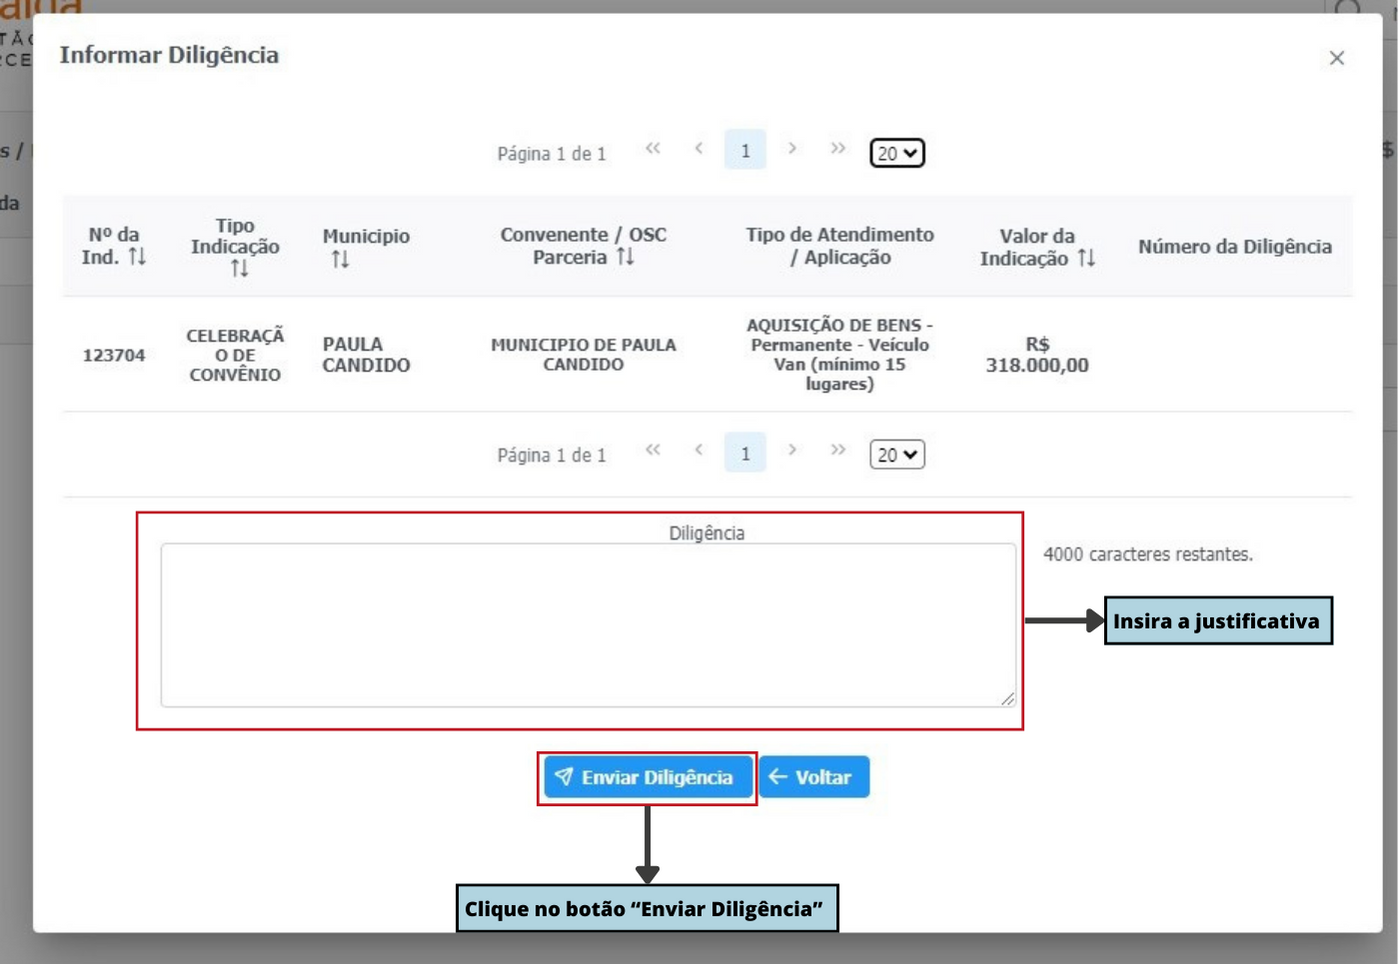 Informar Diligência
×
Página 1 de 1 « ‹ 1 › » 20
Nº da Ind. ↑↓
Tipo Indicação ↑↓
Municipio ↑↓
Convenente / OSC Parceria ↑↓
Tipo de Atendimento / Aplicação
Valor da Indicação ↑↓
Número da Diligência
123704
CELEBRAÇÃ
O DE
CONVÊNIO
PAULA
CANDIDO
MUNICIPIO DE PAULA
CANDIDO
AQUISIÇÃO DE BENS -
Permanente - Veículo
Van (mínimo 15
lugares)
R$
318.000,00
Página 1 de 1 « ‹ 1 › » 20
Diligência
4000 caracteres restantes.
Insira a justificativa
Enviar Diligência
← Voltar
Clique no botão “Enviar Diligência”